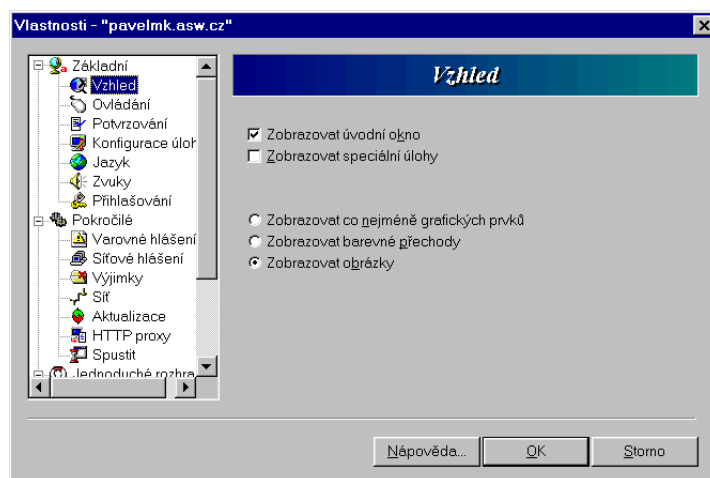 Vlastnosti - "pavelmk.asw.cz"
Základní
Vzhled
Ovládání
Potvrzování
Konfigurace úloh
Jazyk
Zvuky
Přihlašování
Pokročilé
Varovné hlášení
Síťové hlášení
Výjimky
Síť
Aktualizace
HTTP proxy
Spustit
Jednoduché rozhra
Vzhled
Zobrazovat úvodní okno
Zobrazovat speciální úlohy
Zobrazovat co nejméně grafických prvků
Zobrazovat barevné přechody
Zobrazovat obrázky
Nápověda... OK Storno